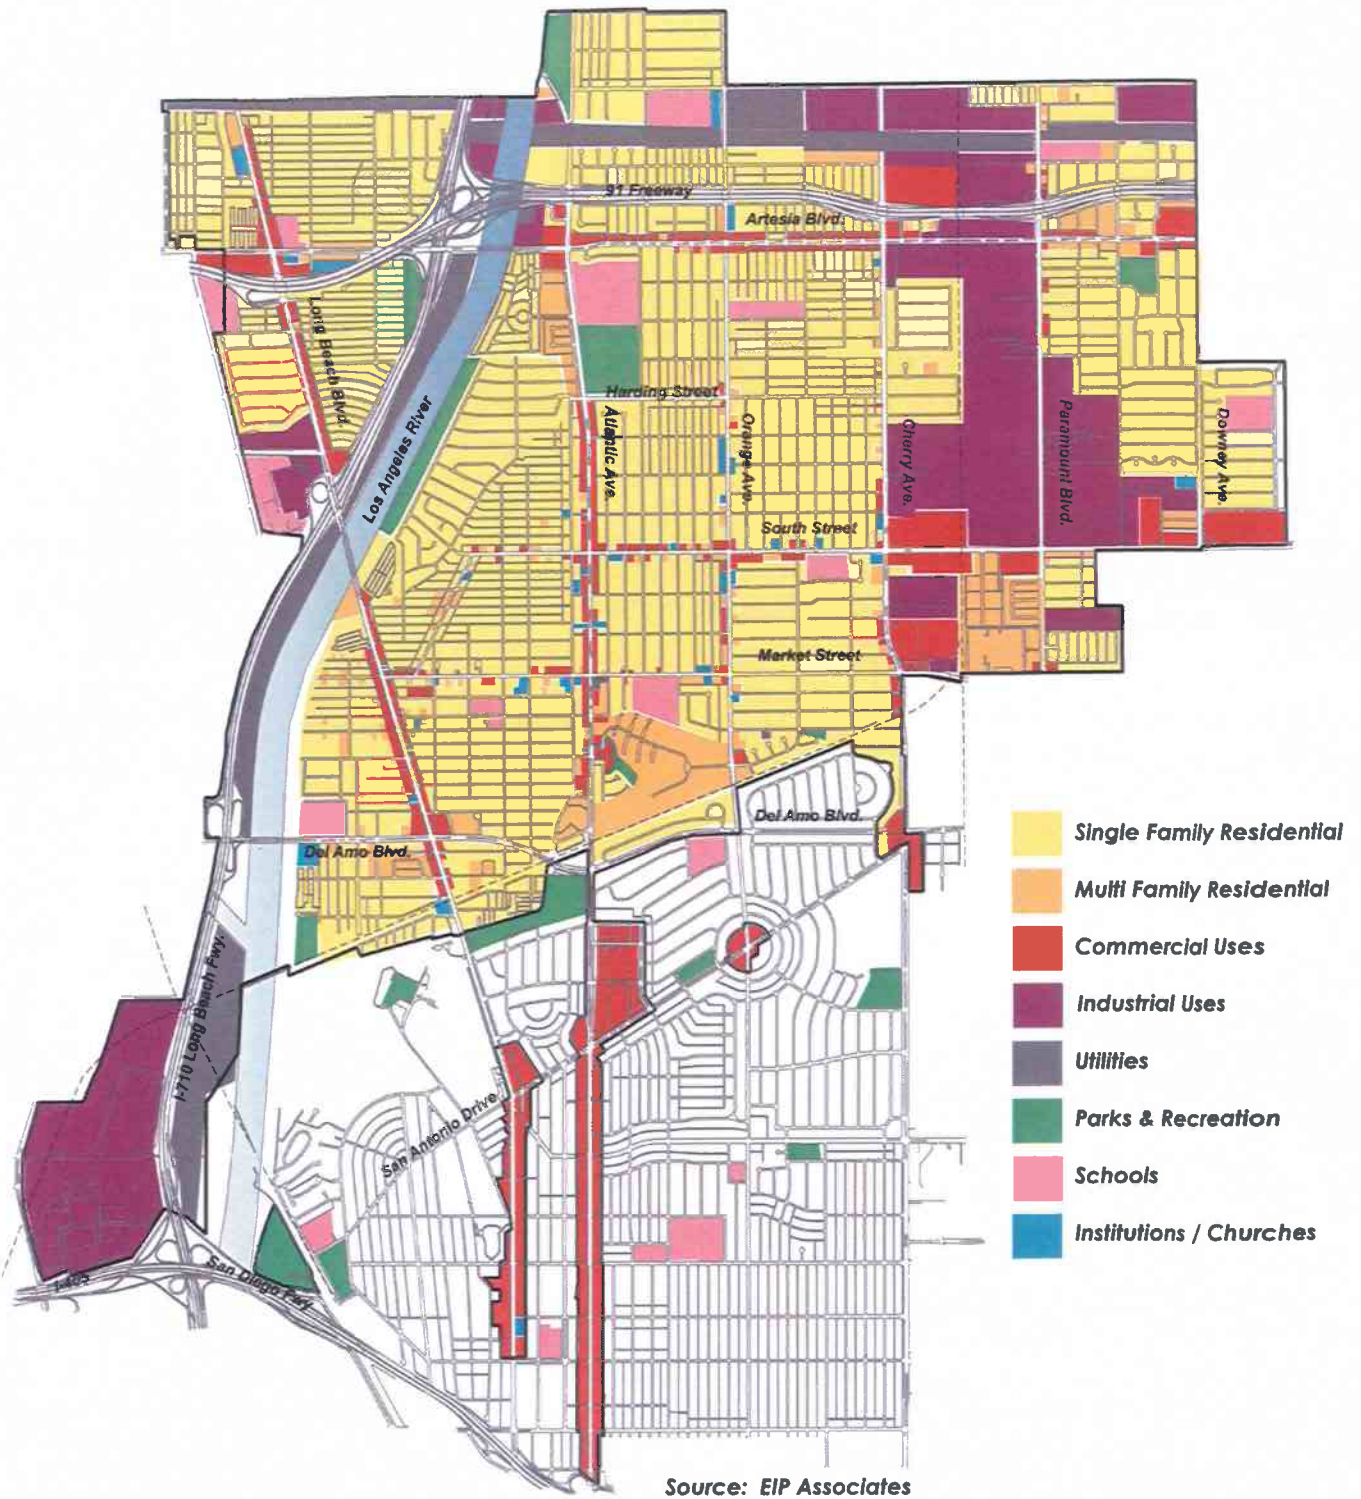 91 Freeway
Artesia Blvd.
Long Beach Blvd.
Los Angeles River
Harding Street
Atlantic Ave.
Orange Ave.
Cherry Ave.
Paramount Blvd.
Downey Ave.
South Street
Market Street
Del Amo Blvd.
Del Amo Blvd.
I-710 Long Beach Fwy.
San Antonio Drive
I-405
San Diego Fwy.
Single Family Residential
Multi Family Residential
Commercial Uses
Industrial Uses
Utilities
Parks & Recreation
Schools
Institutions / Churches
Source: EIP Associates